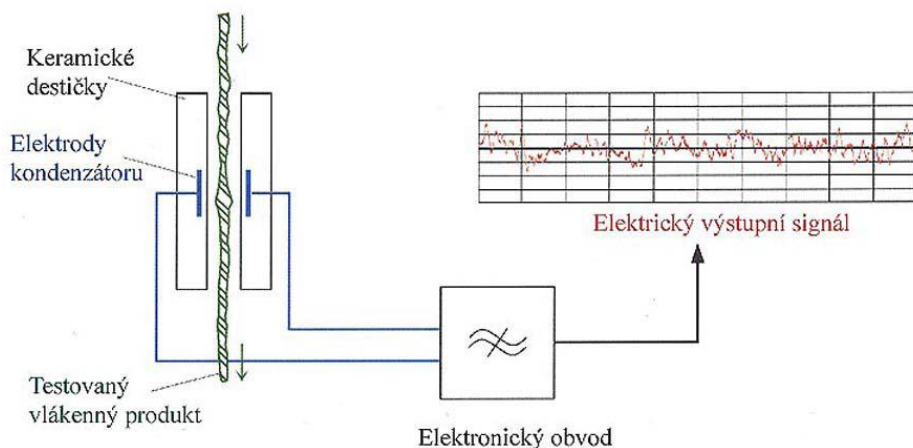 Keramické
destičky
Elektrody
kondenzátoru
Elektrický výstupní signál
Testovaný
vlákenný produkt
Elektronický obvod